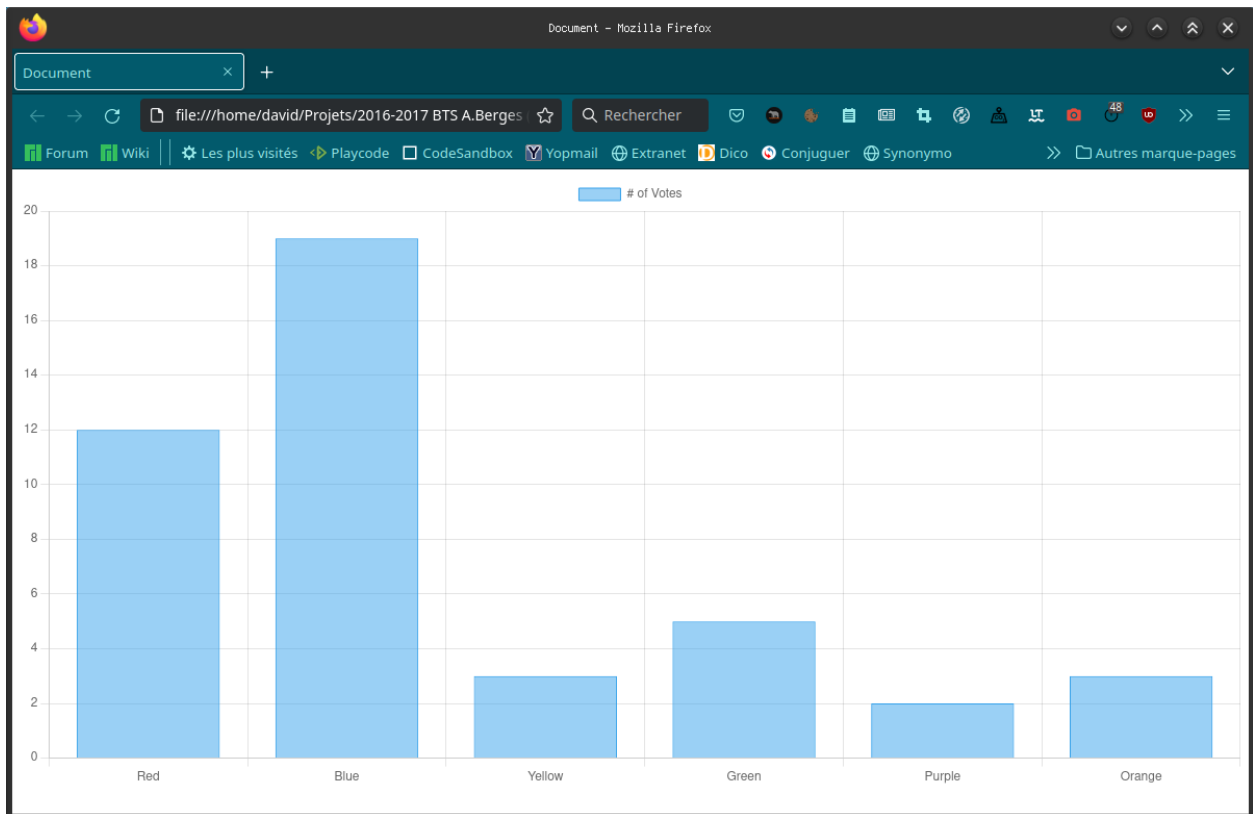 Document – Mozilla Firefox
Document
file:///home/david/Projets/2016-2017 BTS A.Berges Rechercher 48
Forum Wiki Les plus visités Playcode CodeSandbox Yopmail Extranet Dico Conjuguer Synonymo Autres marque-pages
# of Votes
20
18
16
14
12
10
8
6
4
2
0
Red Blue Yellow Green Purple Orange